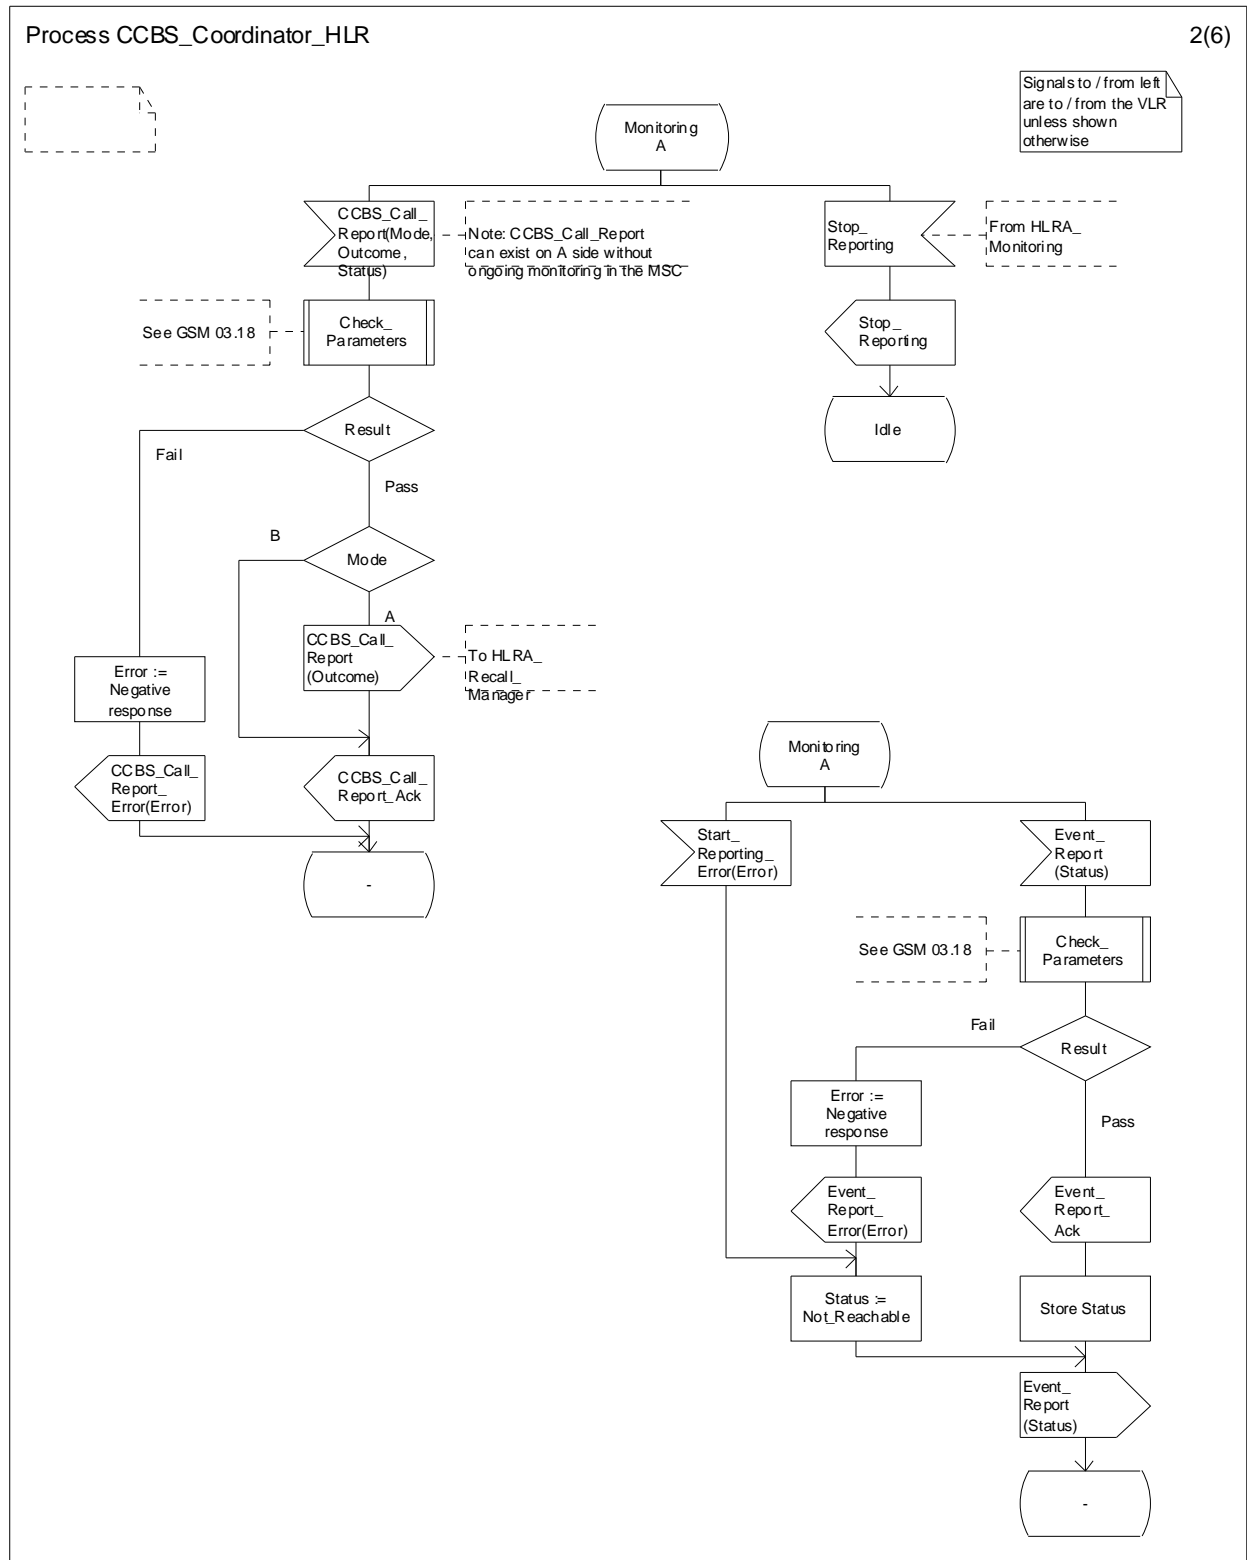 Process CCBS_Coordinator_HLR
2(6)
Signals to / from left
are to / from the VLR
unless shown
otherwise
Monitoring
A
CCBS_Call_
Report(Mode,
Outcome,
Status)
Note: CCBS_Call_Report
can exist on A side without
ongoing monitoring in the MSC
Stop_
Reporting
From HLRA_
Monitoring
See GSM 03.18
Check_
Parameters
Stop_
Reporting
Result
Idle
Fail
Pass
B
Mode
A
CCBS_Call_
Report
(Outcome)
To HLRA_
Recall_
Manager
Error :=
Negative
response
CCBS_Call_
Report_
Error(Error)
CCBS_Call_
Report_Ack
-
Monitoring
A
Start_
Reporting_
Error(Error)
Event_
Report
(Status)
See GSM 03.18
Check_
Parameters
Fail
Result
Error :=
Negative
response
Pass
Event_
Report_
Error(Error)
Event_
Report_
Ack
Status :=
Not_Reachable
Store Status
Event_
Report
(Status)
-